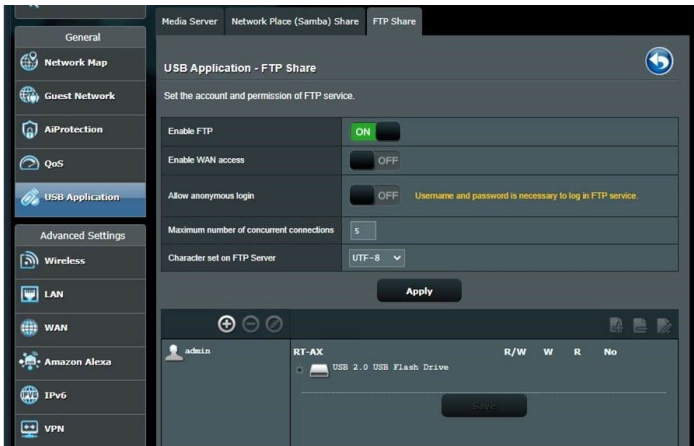 Media Server
Network Place (Samba) Share
FTP Share
General
Network Map
Guest Network
AiProtection
QoS
USB Application
Advanced Settings
Wireless
LAN
WAN
Amazon Alexa
IPv6
VPN
USB Application - FTP Share
Set the account and permission of FTP service.
Enable FTP
ON
Enable WAN access
OFF
Allow anonymous login
OFF
Username and password is necessary to log in FTP service.
Maximum number of concurrent connections
5
Character set on FTP Server
UTF-8
Apply
admin
RT-AX
R/W
W
R
No
USB 2.0 USB Flash Drive
Save